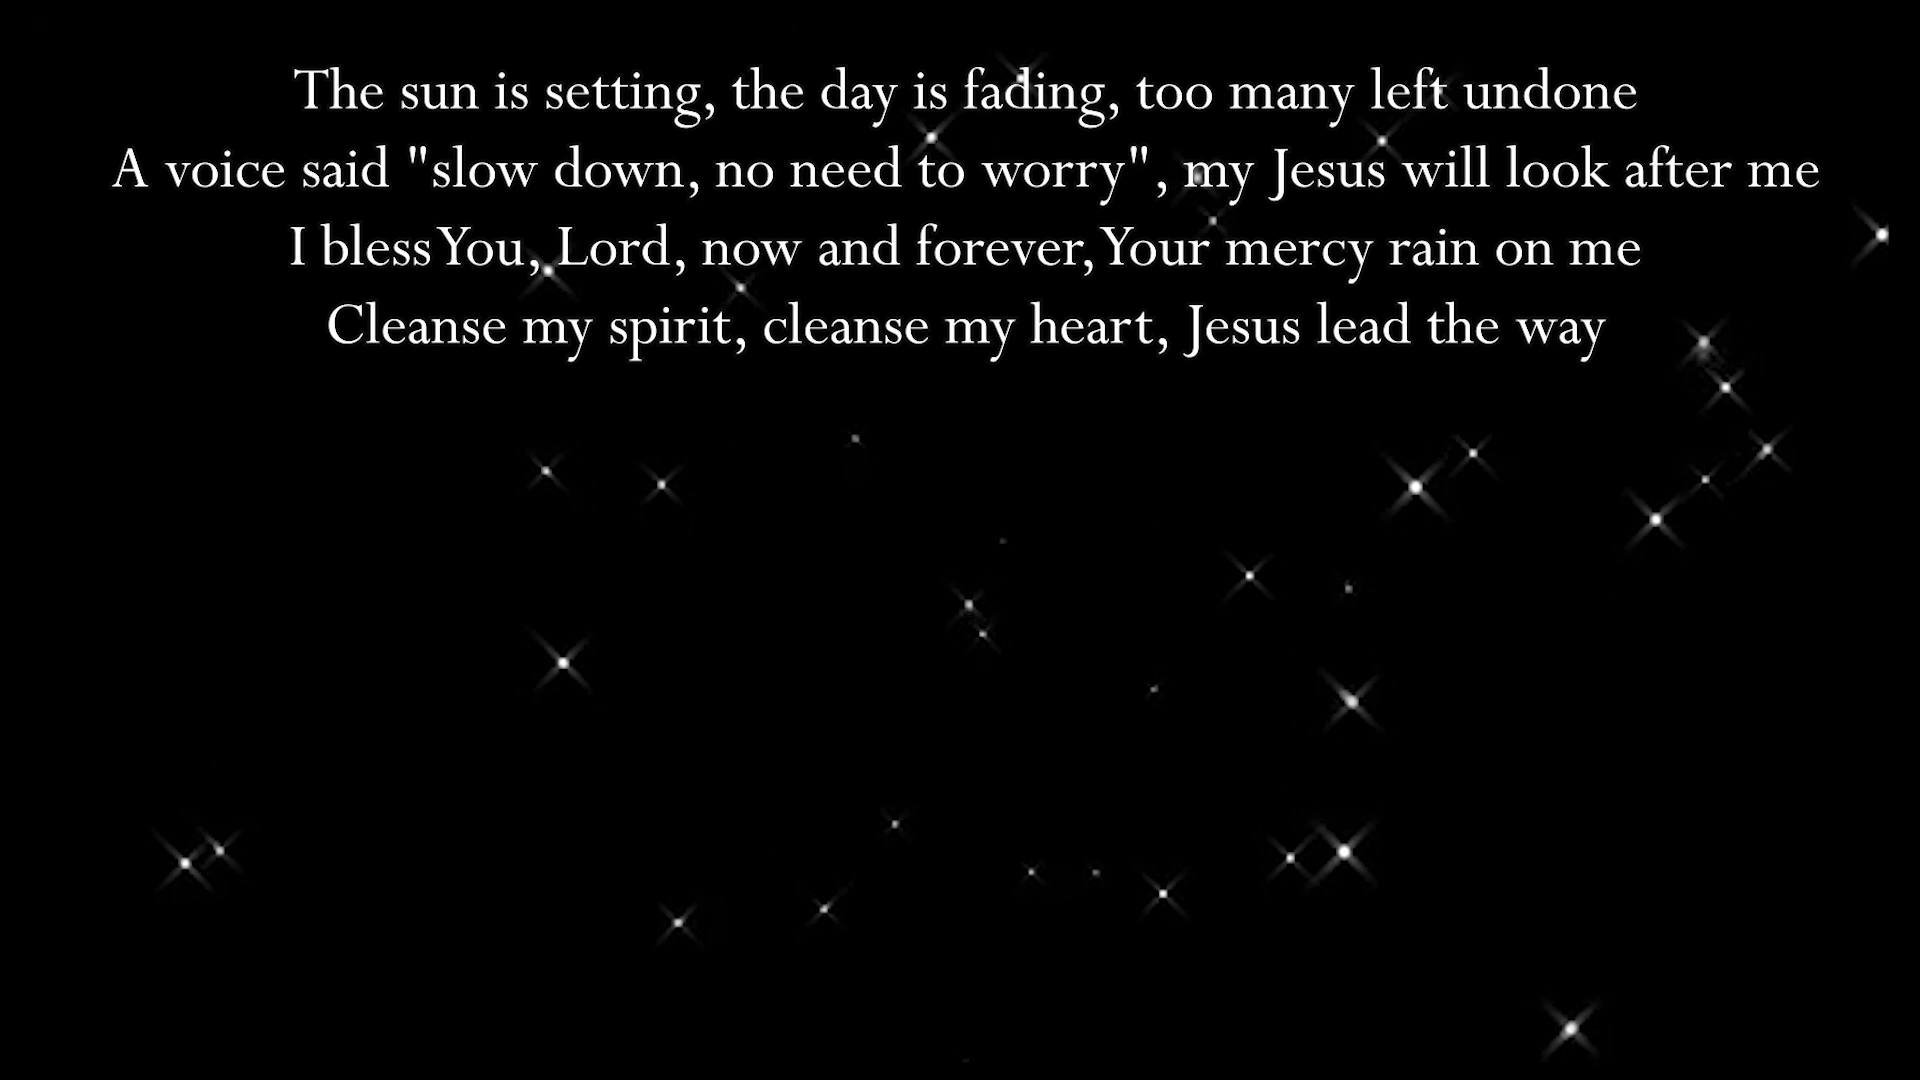 The sun is setting, the day is fading, too many left undone
A voice said "slow down, no need to worry", my Jesus will look after me
I bless You, Lord, now and forever, Your mercy rain on me
Cleanse my spirit, cleanse my heart, Jesus lead the way